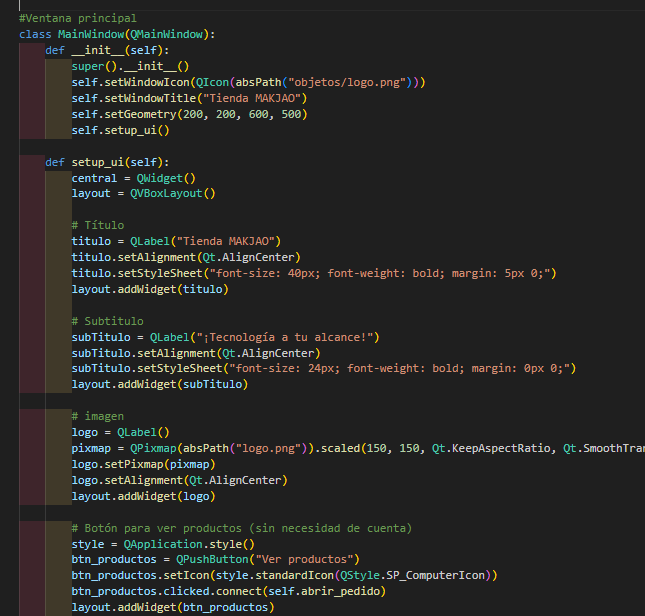 #Ventana principal
class MainWindow(QMainWindow):
    def __init__(self):
        super().__init__()
        self.setWindowIcon(QIcon(absPath("objetos/logo.png")))
        self.setWindowTitle("Tienda MAKJAO")
        self.setGeometry(200, 200, 600, 500)
        self.setup_ui()

    def setup_ui(self):
        central = QWidget()
        layout = QVBoxLayout()

        # Título
        titulo = QLabel("Tienda MAKJAO")
        titulo.setAlignment(Qt.AlignCenter)
        titulo.setStyleSheet("font-size: 40px; font-weight: bold; margin: 5px 0;")
        layout.addWidget(titulo)

        # Subtitulo
        subTitulo = QLabel("¡Tecnología a tu alcance!")
        subTitulo.setAlignment(Qt.AlignCenter)
        subTitulo.setStyleSheet("font-size: 24px; font-weight: bold; margin: 0px 0;")
        layout.addWidget(subTitulo)

        # imagen
        logo = QLabel()
        pixmap = QPixmap(absPath("logo.png")).scaled(150, 150, Qt.KeepAspectRatio, Qt.SmoothTra
        logo.setPixmap(pixmap)
        logo.setAlignment(Qt.AlignCenter)
        layout.addWidget(logo)

        # Botón para ver productos (sin necesidad de cuenta)
        style = QApplication.style()
        btn_productos = QPushButton("Ver productos")
        btn_productos.setIcon(style.standardIcon(QStyle.SP_ComputerIcon))
        btn_productos.clicked.connect(self.abrir_pedido)
        layout.addWidget(btn_productos)